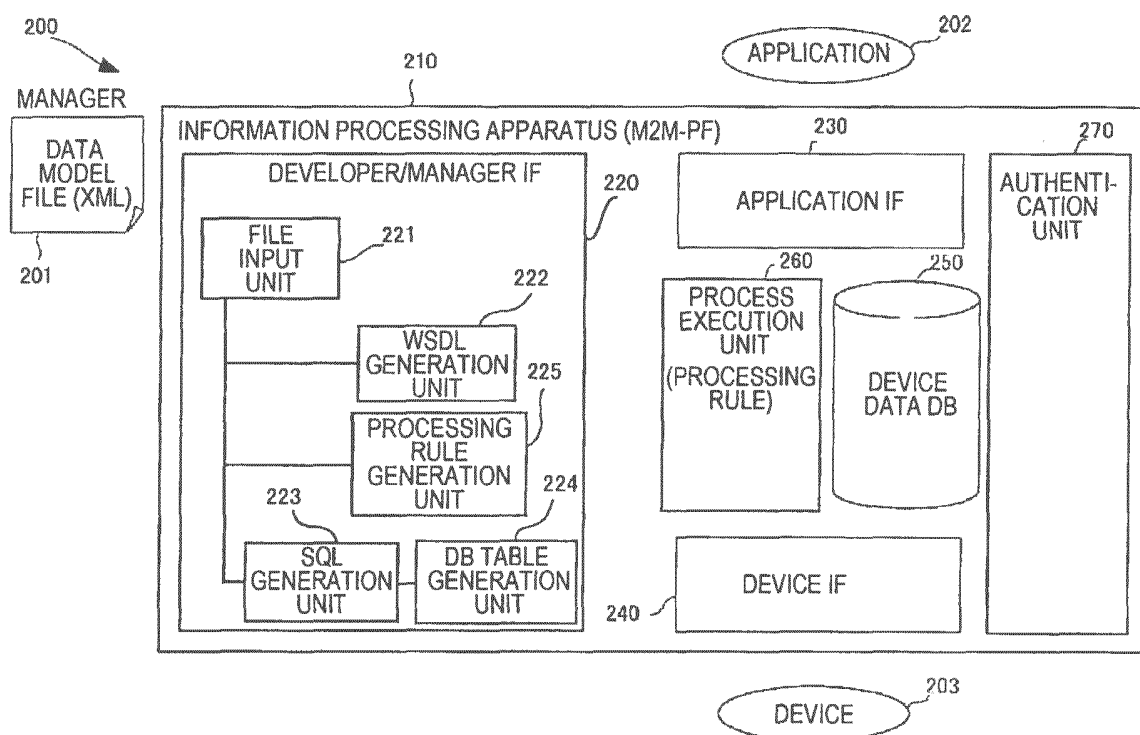 200
MANAGER
DATA
MODEL
FILE (XML)
201
210
APPLICATION
202
INFORMATION PROCESSING APPARATUS (M2M-PF)
DEVELOPER/MANAGER IF
220
FILE
INPUT
UNIT
221
WSDL
GENERATION
UNIT
222
PROCESSING
RULE
GENERATION
UNIT
225
SQL
GENERATION
UNIT
223
DB TABLE
GENERATION
UNIT
224
230
APPLICATION IF
260
PROCESS
EXECUTION
UNIT
(PROCESSING
RULE)
250
DEVICE
DATA DB
240
DEVICE IF
270
AUTHENTI-
CATION
UNIT
DEVICE
203